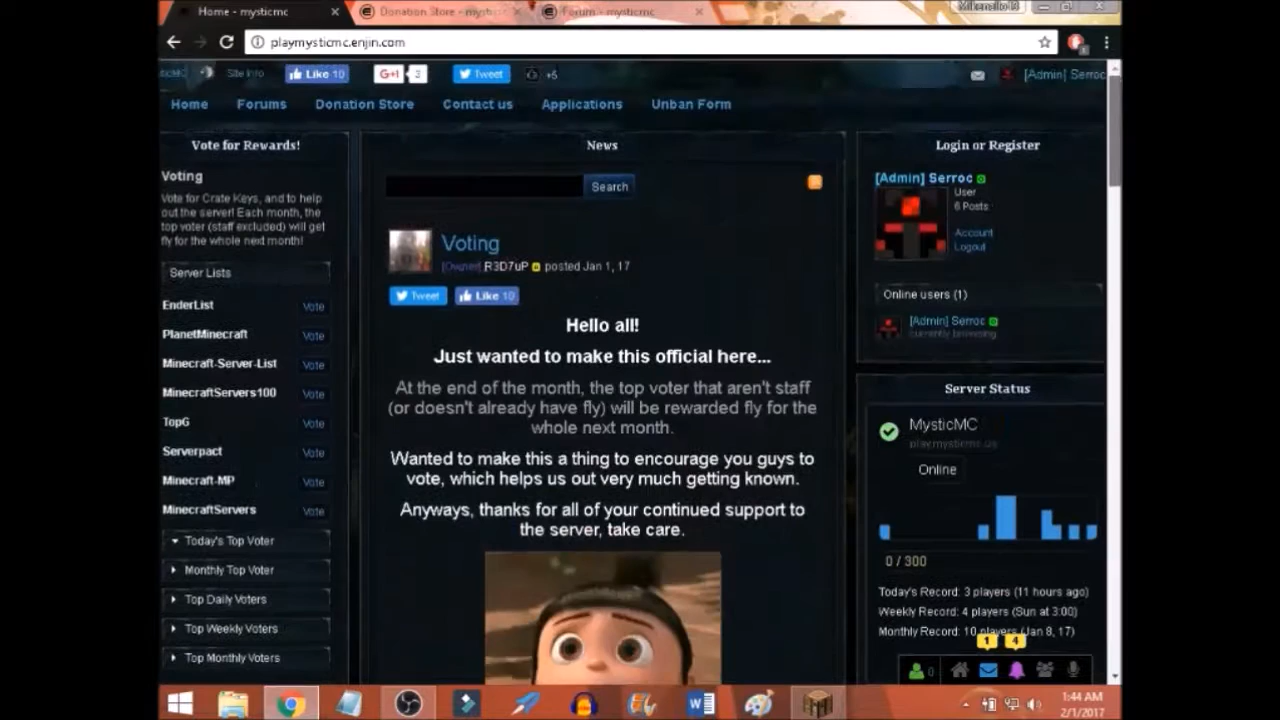 Home - mysticmc
Donation Store - mysticmc
Forum - mysticmc
playmysticmc.enjin.com
Site Info
Like 10
G+1
3
Tweet
+5
[Admin] Serroc
Home
Forums
Donation Store
Contact us
Applications
Unban Form
Vote for Rewards!
Voting
Vote for Crate Keys, and to help
out the server! Each month, the
top voter (staff excluded) will get
fly for the whole next month!
Server Lists
EnderList
Vote
PlanetMinecraft
Vote
Minecraft-Server-List
Vote
MinecraftServers100
Vote
TopG
Vote
Serverpact
Vote
Minecraft-MP
Vote
MinecraftServers
Vote
Today's Top Voter
Monthly Top Voter
Top Daily Voters
Top Weekly Voters
Top Monthly Voters
News
Search
Voting
[Owner] R3D7uP posted Jan 1, 17
Tweet
Like 10
Hello all!
Just wanted to make this official here...
At the end of the month, the top voter that aren't staff
(or doesn't already have fly) will be rewarded fly for the
whole next month.
Wanted to make this a thing to encourage you guys to
vote, which helps us out very much getting known.
Anyways, thanks for all of your continued support to
the server, take care.
Login or Register
[Admin] Serroc
User
6 Posts
Account
Logout
Online users (1)
[Admin] Serroc
currently browsing
Server Status
MysticMC
Online
0 / 300
Today's Record: 3 players (11 hours ago)
Weekly Record: 4 players (Sun at 3:00)
Monthly Record: 10 players (Jan 8, 17)
1
4
0
1:44 AM
2/1/2017